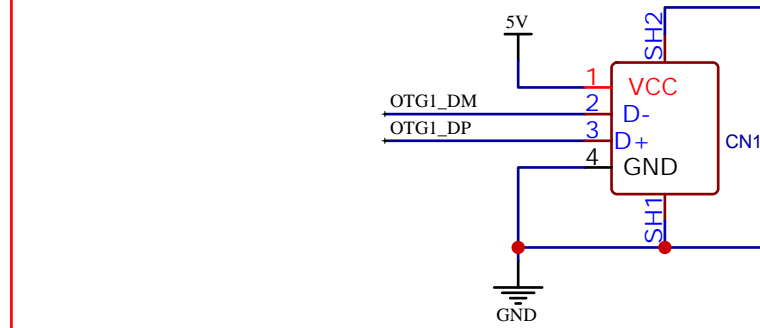 5V
SH2
1
VCC
OTG1_DM
2
D-
OTG1_DP
3
D+
CN1
4
GND
SH1
GND